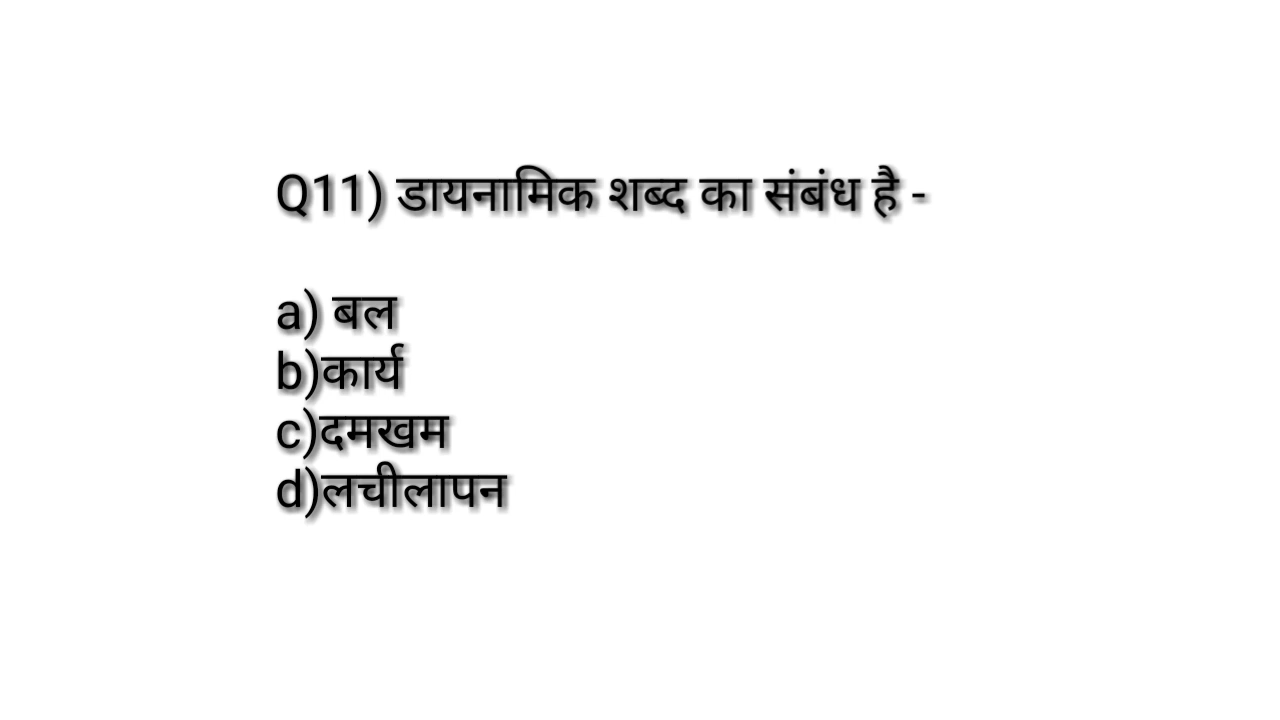 Q11) डायनामिक शब्द का संबंध है -
a) बल
b)कार्य
c)दमखम
d)लचीलापन